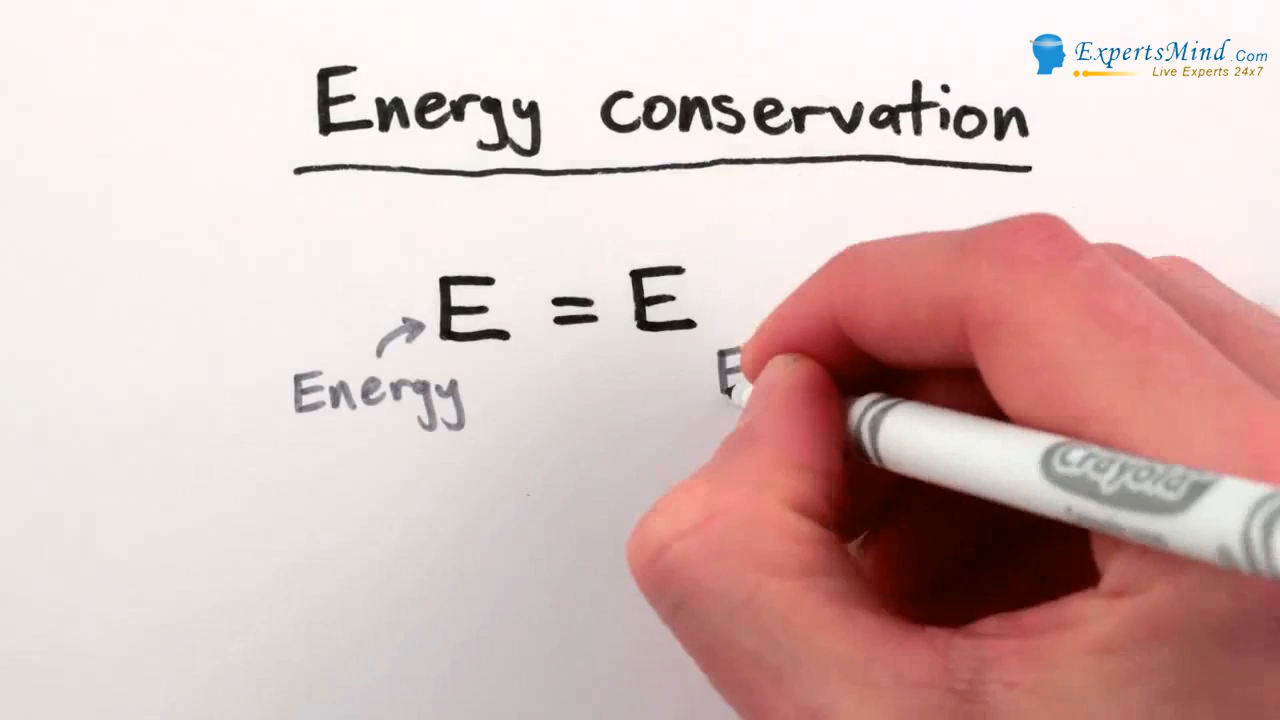 ExpertsMind.Com
Live Experts 24x7
Energy conservation
E = E
Energy
E
Crayola